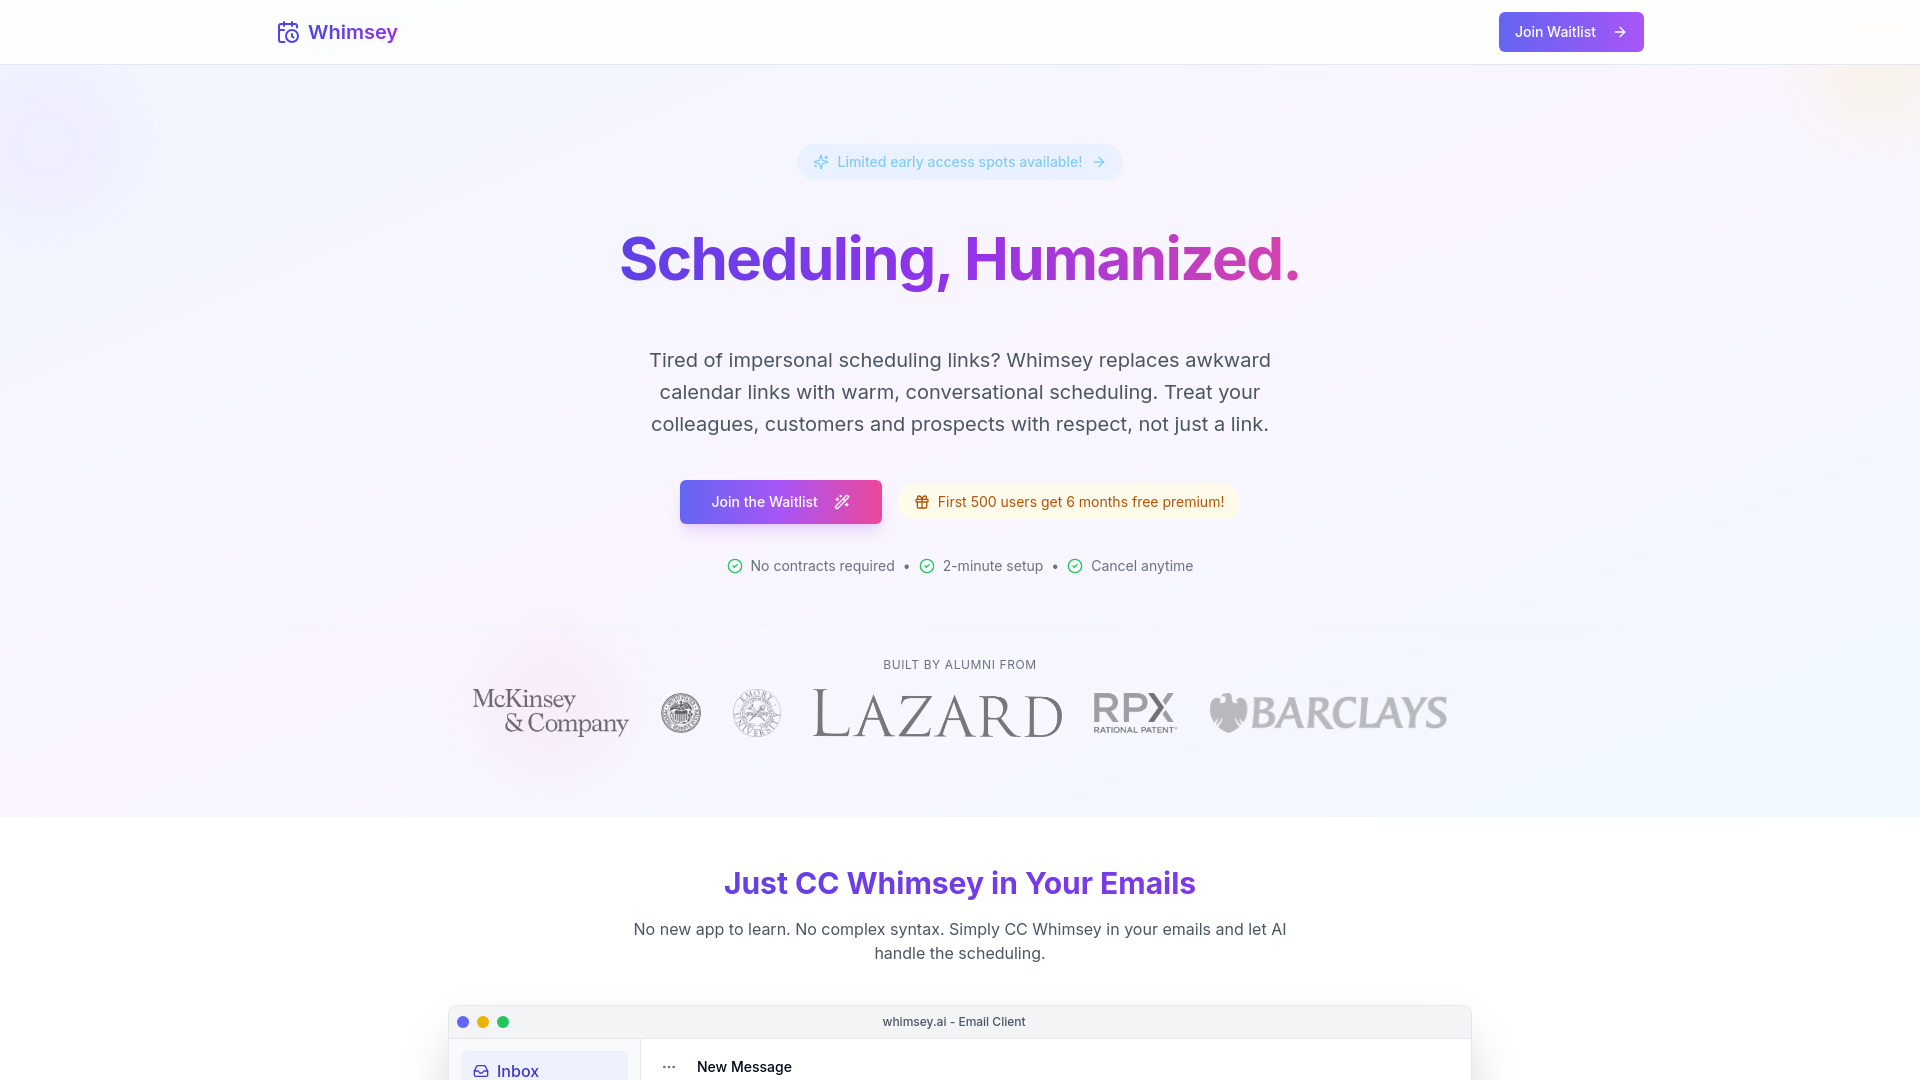 Whimsey
Join Waitlist
Limited early access spots available!
Scheduling, Humanized.
Tired of impersonal scheduling links? Whimsey replaces awkward
calendar links with warm, conversational scheduling. Treat your
colleagues, customers and prospects with respect, not just a link.
Join the Waitlist
First 500 users get 6 months free premium!
No contracts required • 2-minute setup • Cancel anytime
BUILT BY ALUMNI FROM
McKinsey
& Company
EMORY UNIVERSITY
LAZARD
RPX
RATIONAL PATENT
BARCLAYS
Just CC Whimsey in Your Emails
No new app to learn. No complex syntax. Simply CC Whimsey in your emails and let AI
handle the scheduling.
whimsey.ai - Email Client
Inbox
New Message